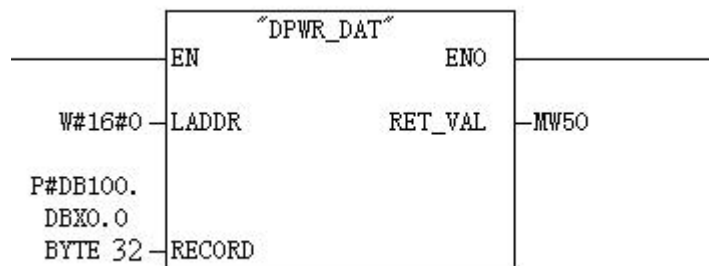 "DPWR_DAT"
EN ENO
W#16#0 LADDR RET_VAL MW50
P#DB100.
DBX0.0
BYTE 32 RECORD